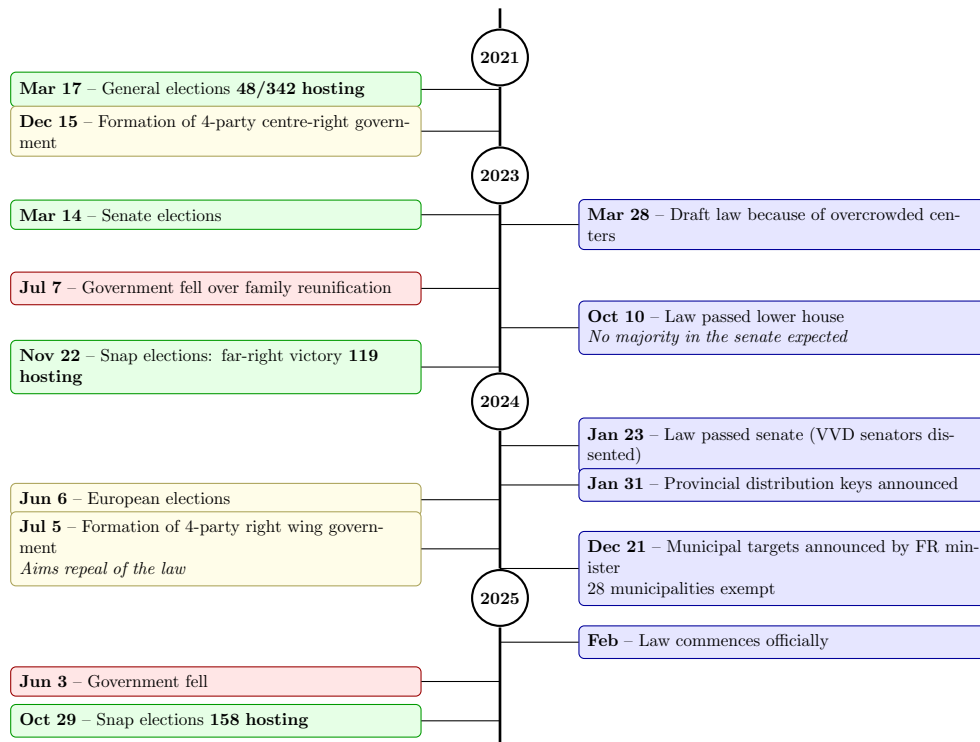 2021
Mar 17 – General elections 48/342 hosting
Dec 15 – Formation of 4-party centre-right govern-
ment
2023
Mar 14 – Senate elections
Mar 28 – Draft law because of overcrowded cen-
ters
Jul 7 – Government fell over family reunification
Oct 10 – Law passed lower house
No majority in the senate expected
Nov 22 – Snap elections: far-right victory 119
hosting
2024
Jan 23 – Law passed senate (VVD senators dis-
sented)
Jan 31 – Provincial distribution keys announced
Jun 6 – European elections
Jul 5 – Formation of 4-party right wing govern-
ment
Aims repeal of the law
Dec 21 – Municipal targets announced by FR min-
ister
28 municipalities exempt
2025
Feb – Law commences officially
Jun 3 – Government fell
Oct 29 – Snap elections 158 hosting